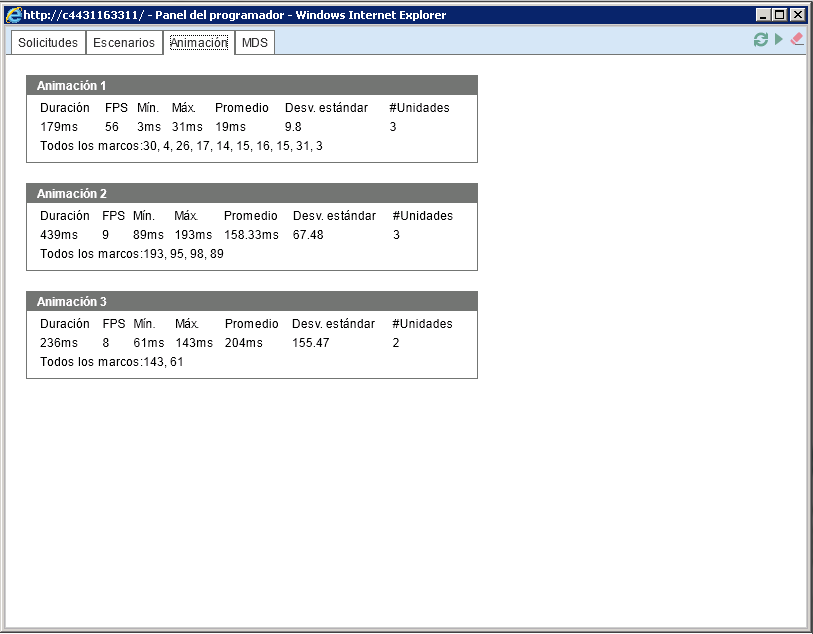 http://c4431163311/ - Panel del programador - Windows Internet Explorer
Solicitudes Escenarios Animación MDS
Animación 1
Duración FPS Mín. Máx. Promedio Desv. estándar #Unidades
179ms 56 3ms 31ms 19ms 9.8 3
Todos los marcos:30, 4, 26, 17, 14, 15, 16, 15, 31, 3
Animación 2
Duración FPS Mín. Máx. Promedio Desv. estándar #Unidades
439ms 9 89ms 193ms 158.33ms 67.48 3
Todos los marcos:193, 95, 98, 89
Animación 3
Duración FPS Mín. Máx. Promedio Desv. estándar #Unidades
236ms 8 61ms 143ms 204ms 155.47 2
Todos los marcos:143, 61